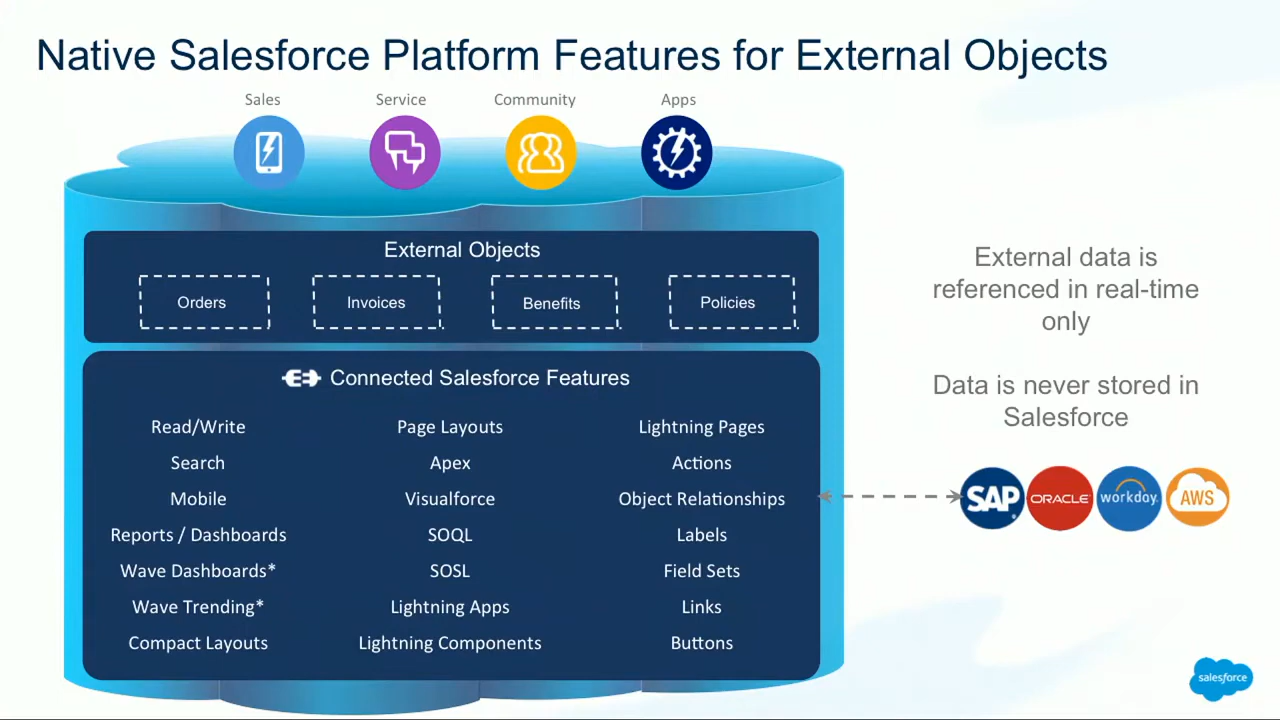 Native Salesforce Platform Features for External Objects
Sales
Service
Community
Apps
External Objects
Orders
Invoices
Benefits
Policies
Connected Salesforce Features
Read/Write
Search
Mobile
Reports / Dashboards
Wave Dashboards*
Wave Trending*
Compact Layouts
Page Layouts
Apex
Visualforce
SOQL
SOSL
Lightning Apps
Lightning Components
Lightning Pages
Actions
Object Relationships
Labels
Field Sets
Links
Buttons
External data is
referenced in real-time
only
Data is never stored in
Salesforce
SAP
ORACLE
workday.
AWS
salesforce